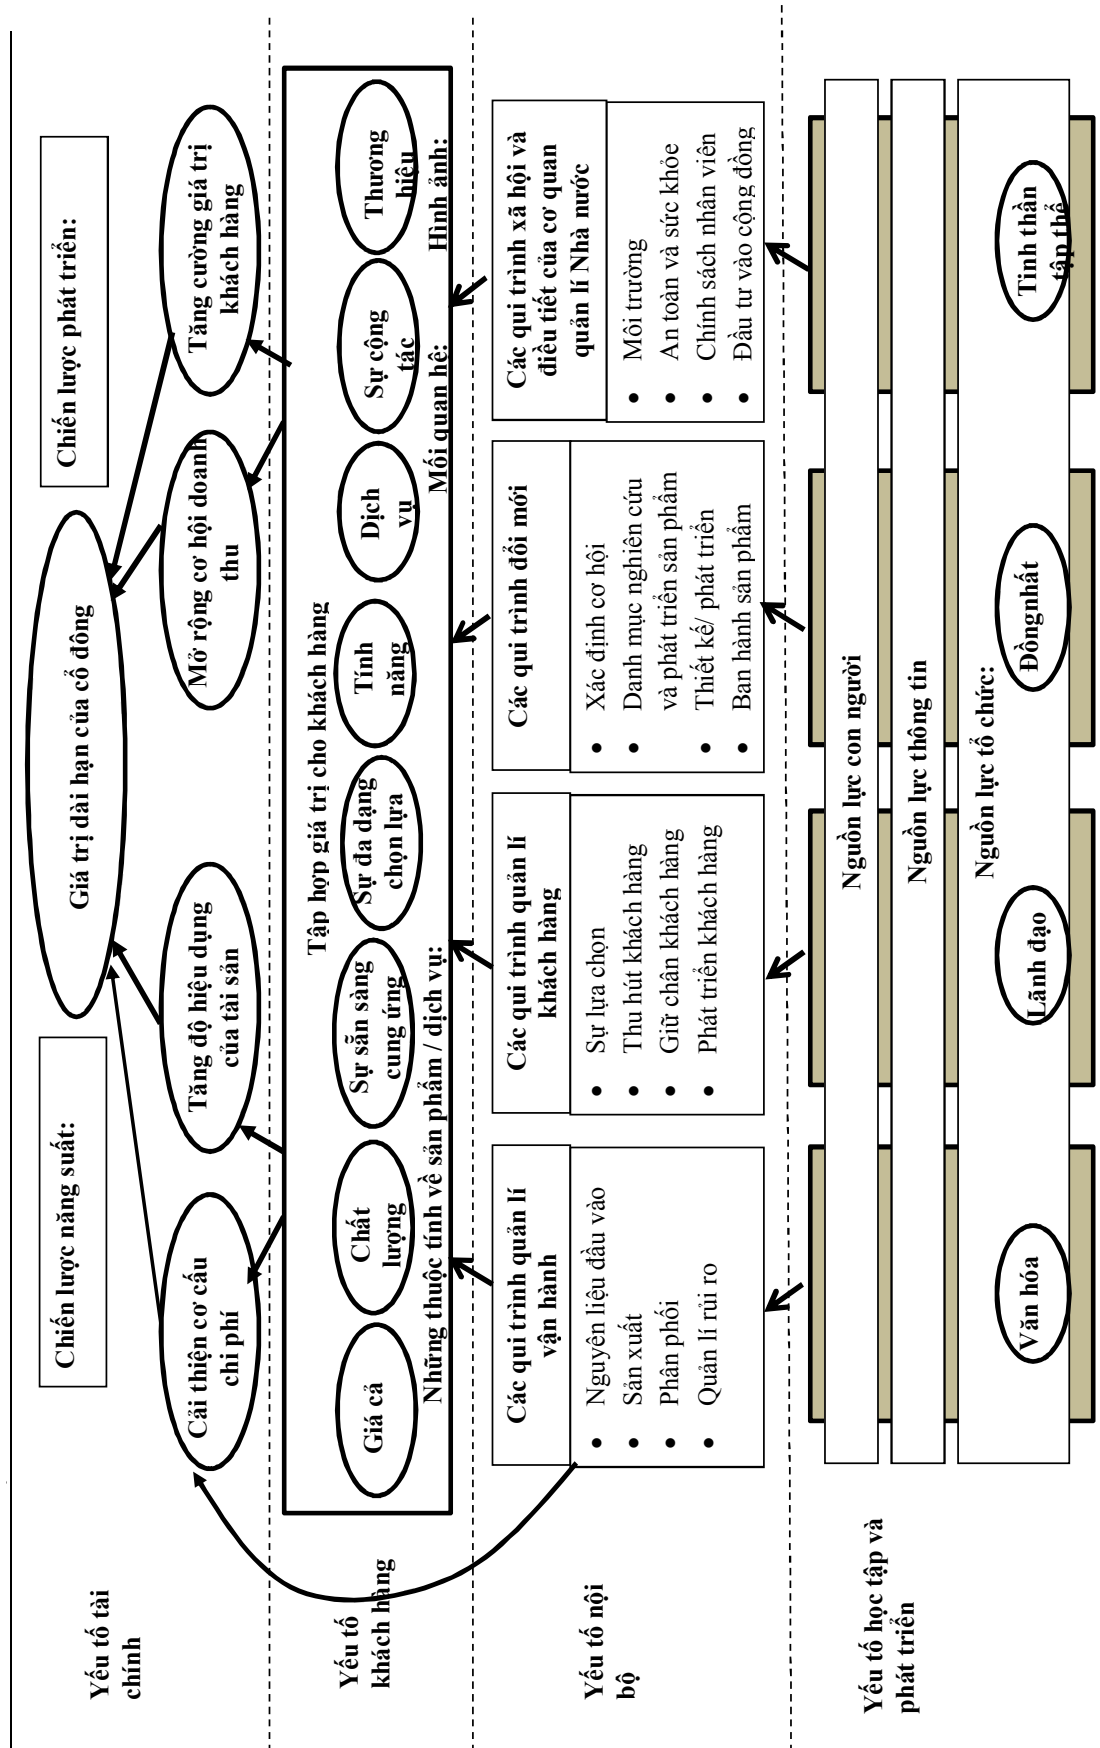 Yếu tố tài
chính
Chiến lược năng suất:
Giá trị dài hạn của cổ đông
Chiến lược phát triển:
Cải thiện cơ cấu
chi phí
Tăng độ hiệu dụng
của tài sản
Mở rộng cơ hội doanh
thu
Tăng cường giá trị
khách hàng
Yếu tố
khách hàng
Tập hợp giá trị cho khách hàng
Giá cả
Chất
lượng
Sự sẵn sàng
cung ứng
Sự đa dạng
chọn lựa
Tính
năng
Dịch
vụ
Sự cộng
tác
Thương
hiệu
Những thuộc tính về sản phẩm / dịch vụ:
Mối quan hệ:
Hình ảnh:
Yếu tố nội
bộ
Các qui trình quản lí
vận hành
• Nguyên liệu đầu vào
• Sản xuất
• Phân phối
• Quản lí rủi ro
Các qui trình quản lí
khách hàng
• Sự lựa chọn
• Thu hút khách hàng
• Giữ chân khách hàng
• Phát triển khách hàng
Các qui trình đổi mới
• Xác định cơ hội
• Danh mục nghiên cứu
và phát triển sản phẩm
• Thiết kế/ phát triển
• Ban hành sản phẩm
Các qui trình xã hội và
điều tiết của cơ quan
quản lí Nhà nước
• Môi trường
• An toàn và sức khỏe
• Chính sách nhân viên
• Đầu tư vào cộng đồng
Yếu tố học tập và
phát triển
Nguồn lực con người
Nguồn lực thông tin
Nguồn lực tổ chức:
Văn hóa
Lãnh đạo
Đồngnhất
Tinh thần
tập thể